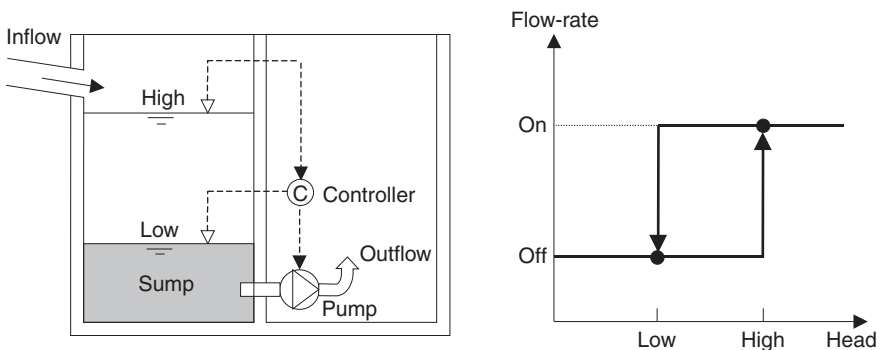 Inflow
High
C Controller
Low
Outflow
Sump
Pump
Flow-rate
On
Off
Low High Head